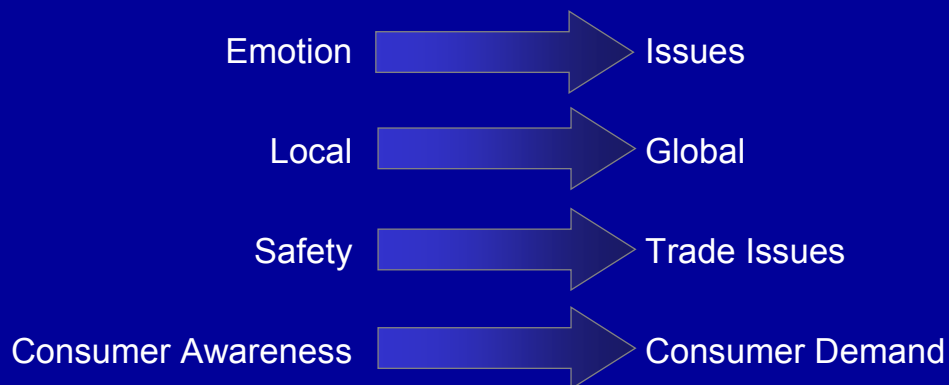 Emotion Issues
Local Global
Safety Trade Issues
Consumer Awareness Consumer Demand